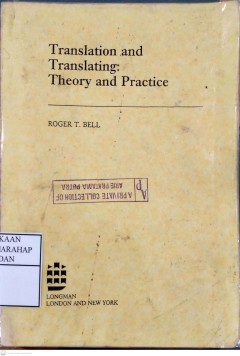 Translation and
Translating:
Theory and Practice
ROGER T. BELL
A PRIVATE COLLECTION OF
ARIE PRATAMA PUTRA
KAAN
HARAHAP
DAN
LONGMAN
LONDON AND NEW YORK